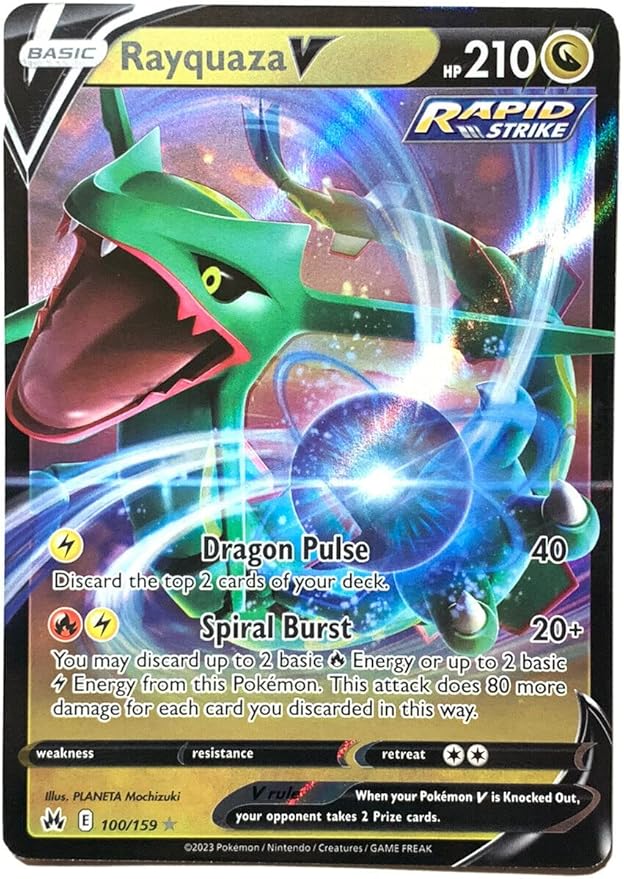 BASIC Rayquaza V HP 210
RAPID
STRIKE
Dragon Pulse 40
Discard the top 2 cards of your deck.
Spiral Burst 20+
You may discard up to 2 basic Energy or up to 2 basic
Energy from this Pokémon. This attack does 80 more
damage for each card you discarded in this way.
weakness resistance retreat
Illus. PLANETA Mochizuki
V rule When your Pokémon V is Knocked Out,
your opponent takes 2 Prize cards.
E 100/159
©2023 Pokémon / Nintendo / Creatures / GAME FREAK